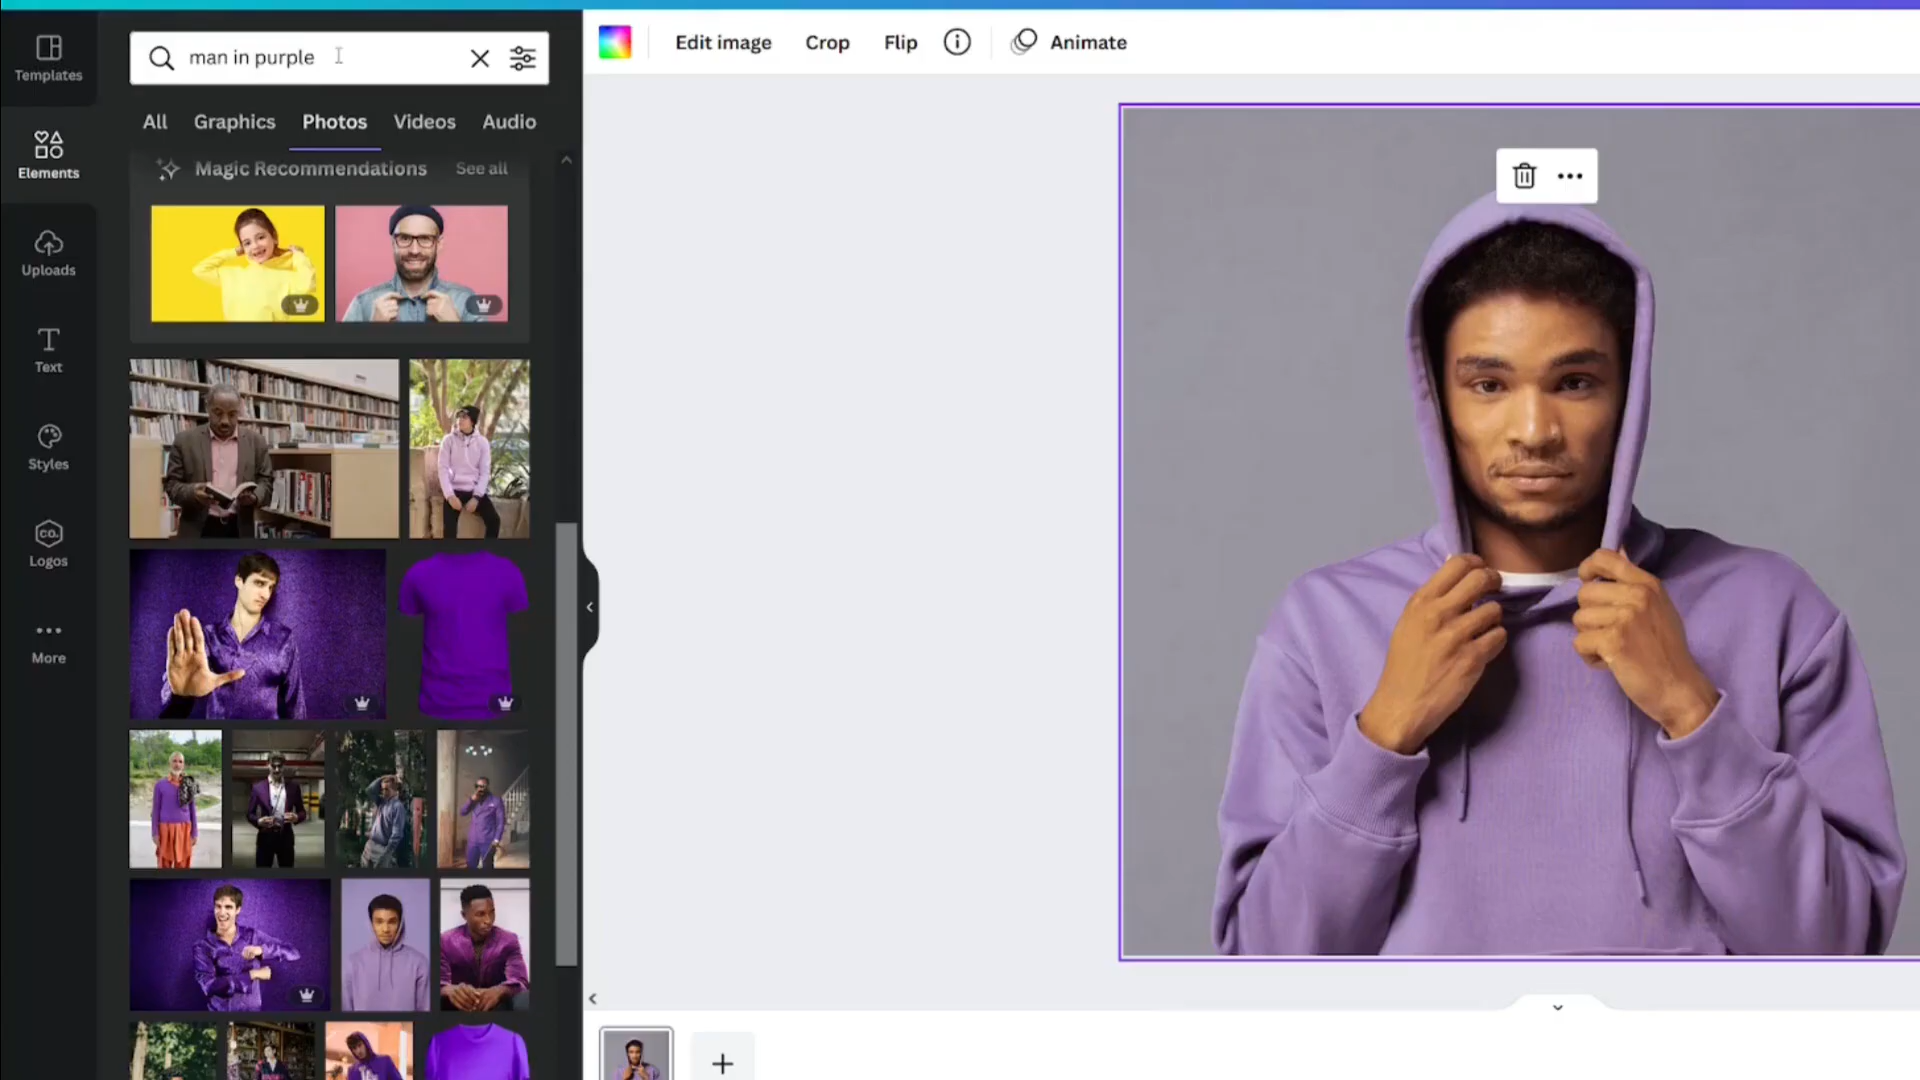 man in purple
Edit image
Crop
Flip
Animate
Templates
All
Graphics
Photos
Videos
Audio
Elements
Magic Recommendations
See all
Uploads
Text
Styles
CO.
Logos
More